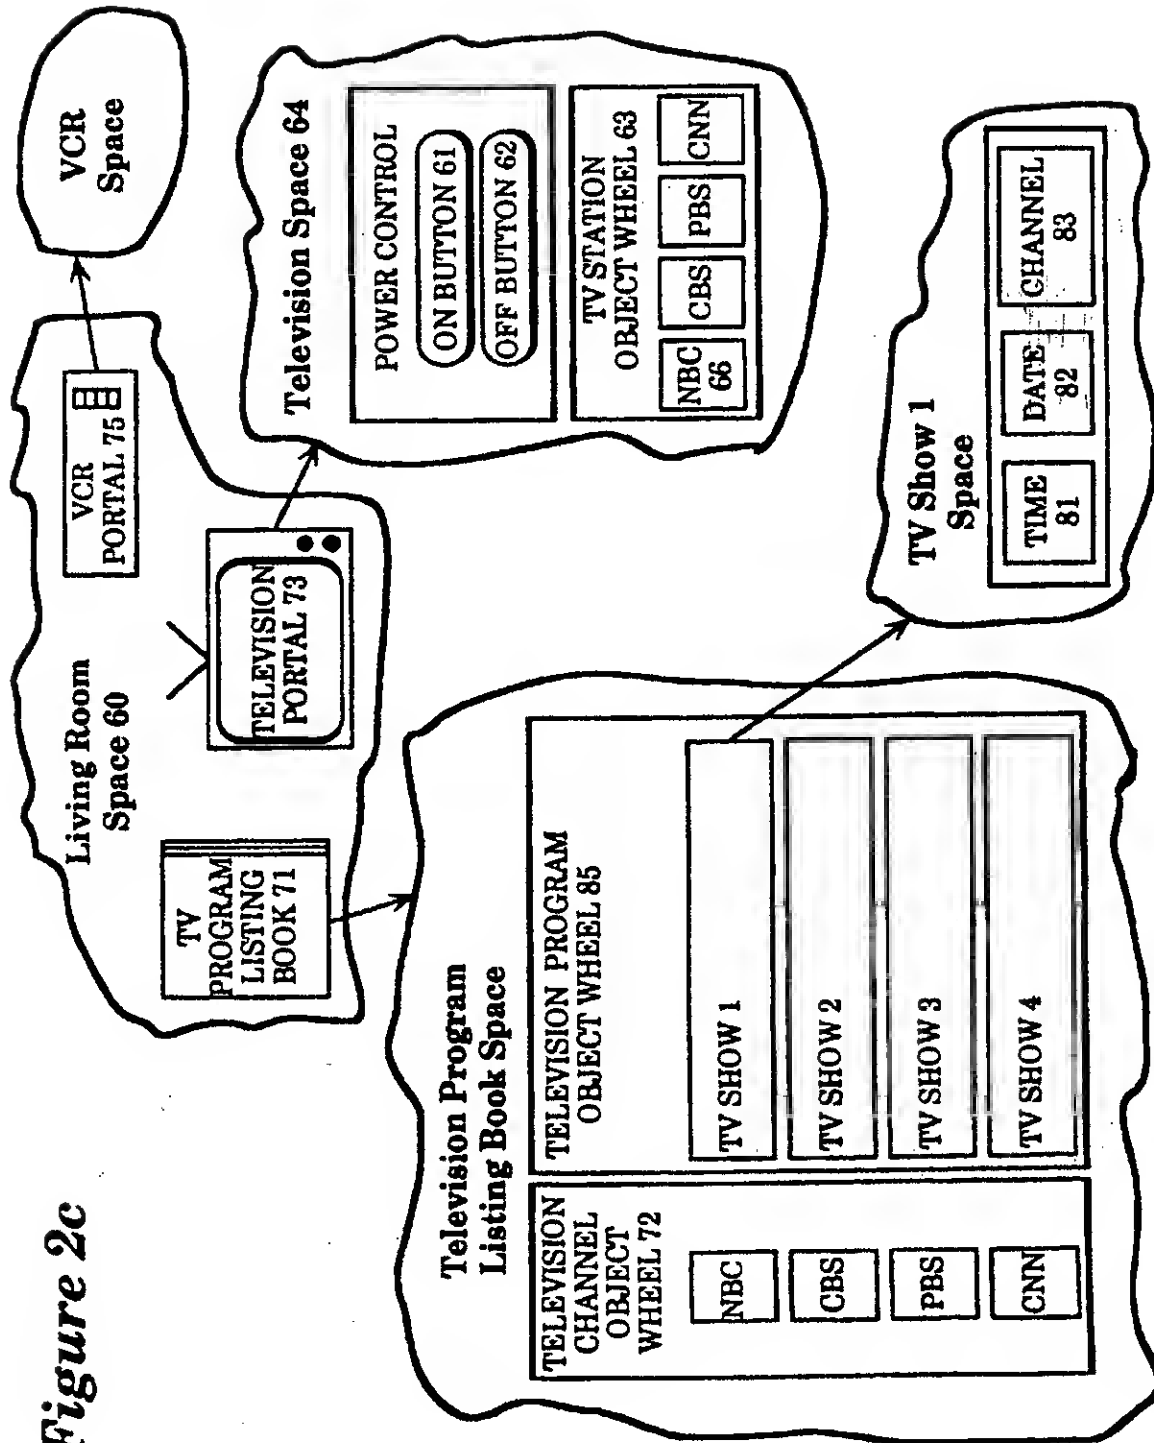 Figure 2c
Living Room
Space 60
TV
PROGRAM
LISTING
BOOK 71
TELEVISION
PORTAL 73
VCR
PORTAL 75
VCR
Space
Television Space 64
POWER CONTROL
ON BUTTON 61
OFF BUTTON 62
TV STATION
OBJECT WHEEL 63
NBC
66
CBS
PBS
CNN
Television Program
Listing Book Space
TELEVISION
CHANNEL
OBJECT
WHEEL 72
NBC
CBS
PBS
CNN
TELEVISION PROGRAM
OBJECT WHEEL 85
TV SHOW 1
TV SHOW 2
TV SHOW 3
TV SHOW 4
TV Show 1
Space
TIME
81
DATE
82
CHANNEL
83